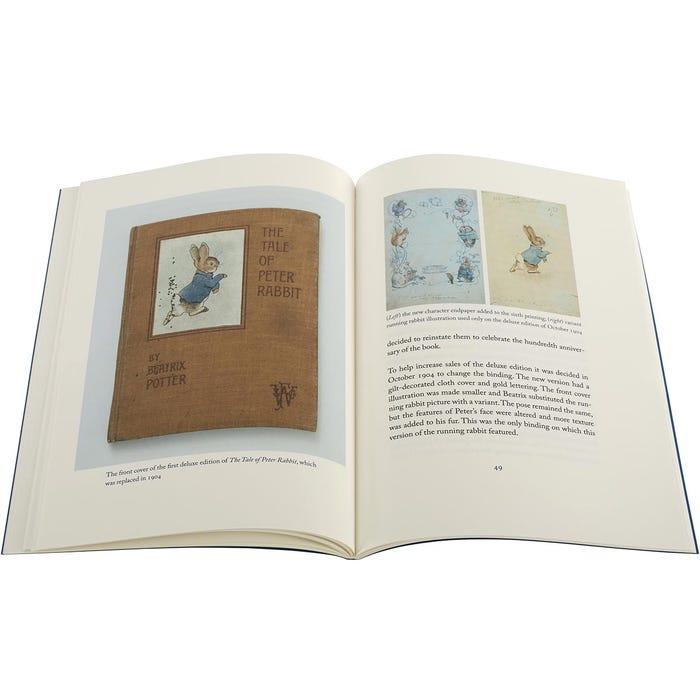 THE
TALE
OF
PETER
RABBIT
BY
BEATRIX
POTTER
The front cover of the first deluxe edition of The Tale of Peter Rabbit, which
was replaced in 1904
(Left) the new character endpaper added to the sixth printing; (right) variant
running rabbit illustration used only on the deluxe edition of October 1904
decided to reinstate them to celebrate the hundredth anniver-
sary of the book.
To help increase sales of the deluxe edition it was decided in
October 1904 to change the binding. The new version had a
gilt-decorated cloth cover and gold lettering. The front cover
illustration was made smaller and Beatrix substituted the run-
ning rabbit picture with a variant. The pose remained the same,
but the features of Peter's face were altered and more texture
was added to his fur. This was the only binding on which this
version of the running rabbit featured.
49